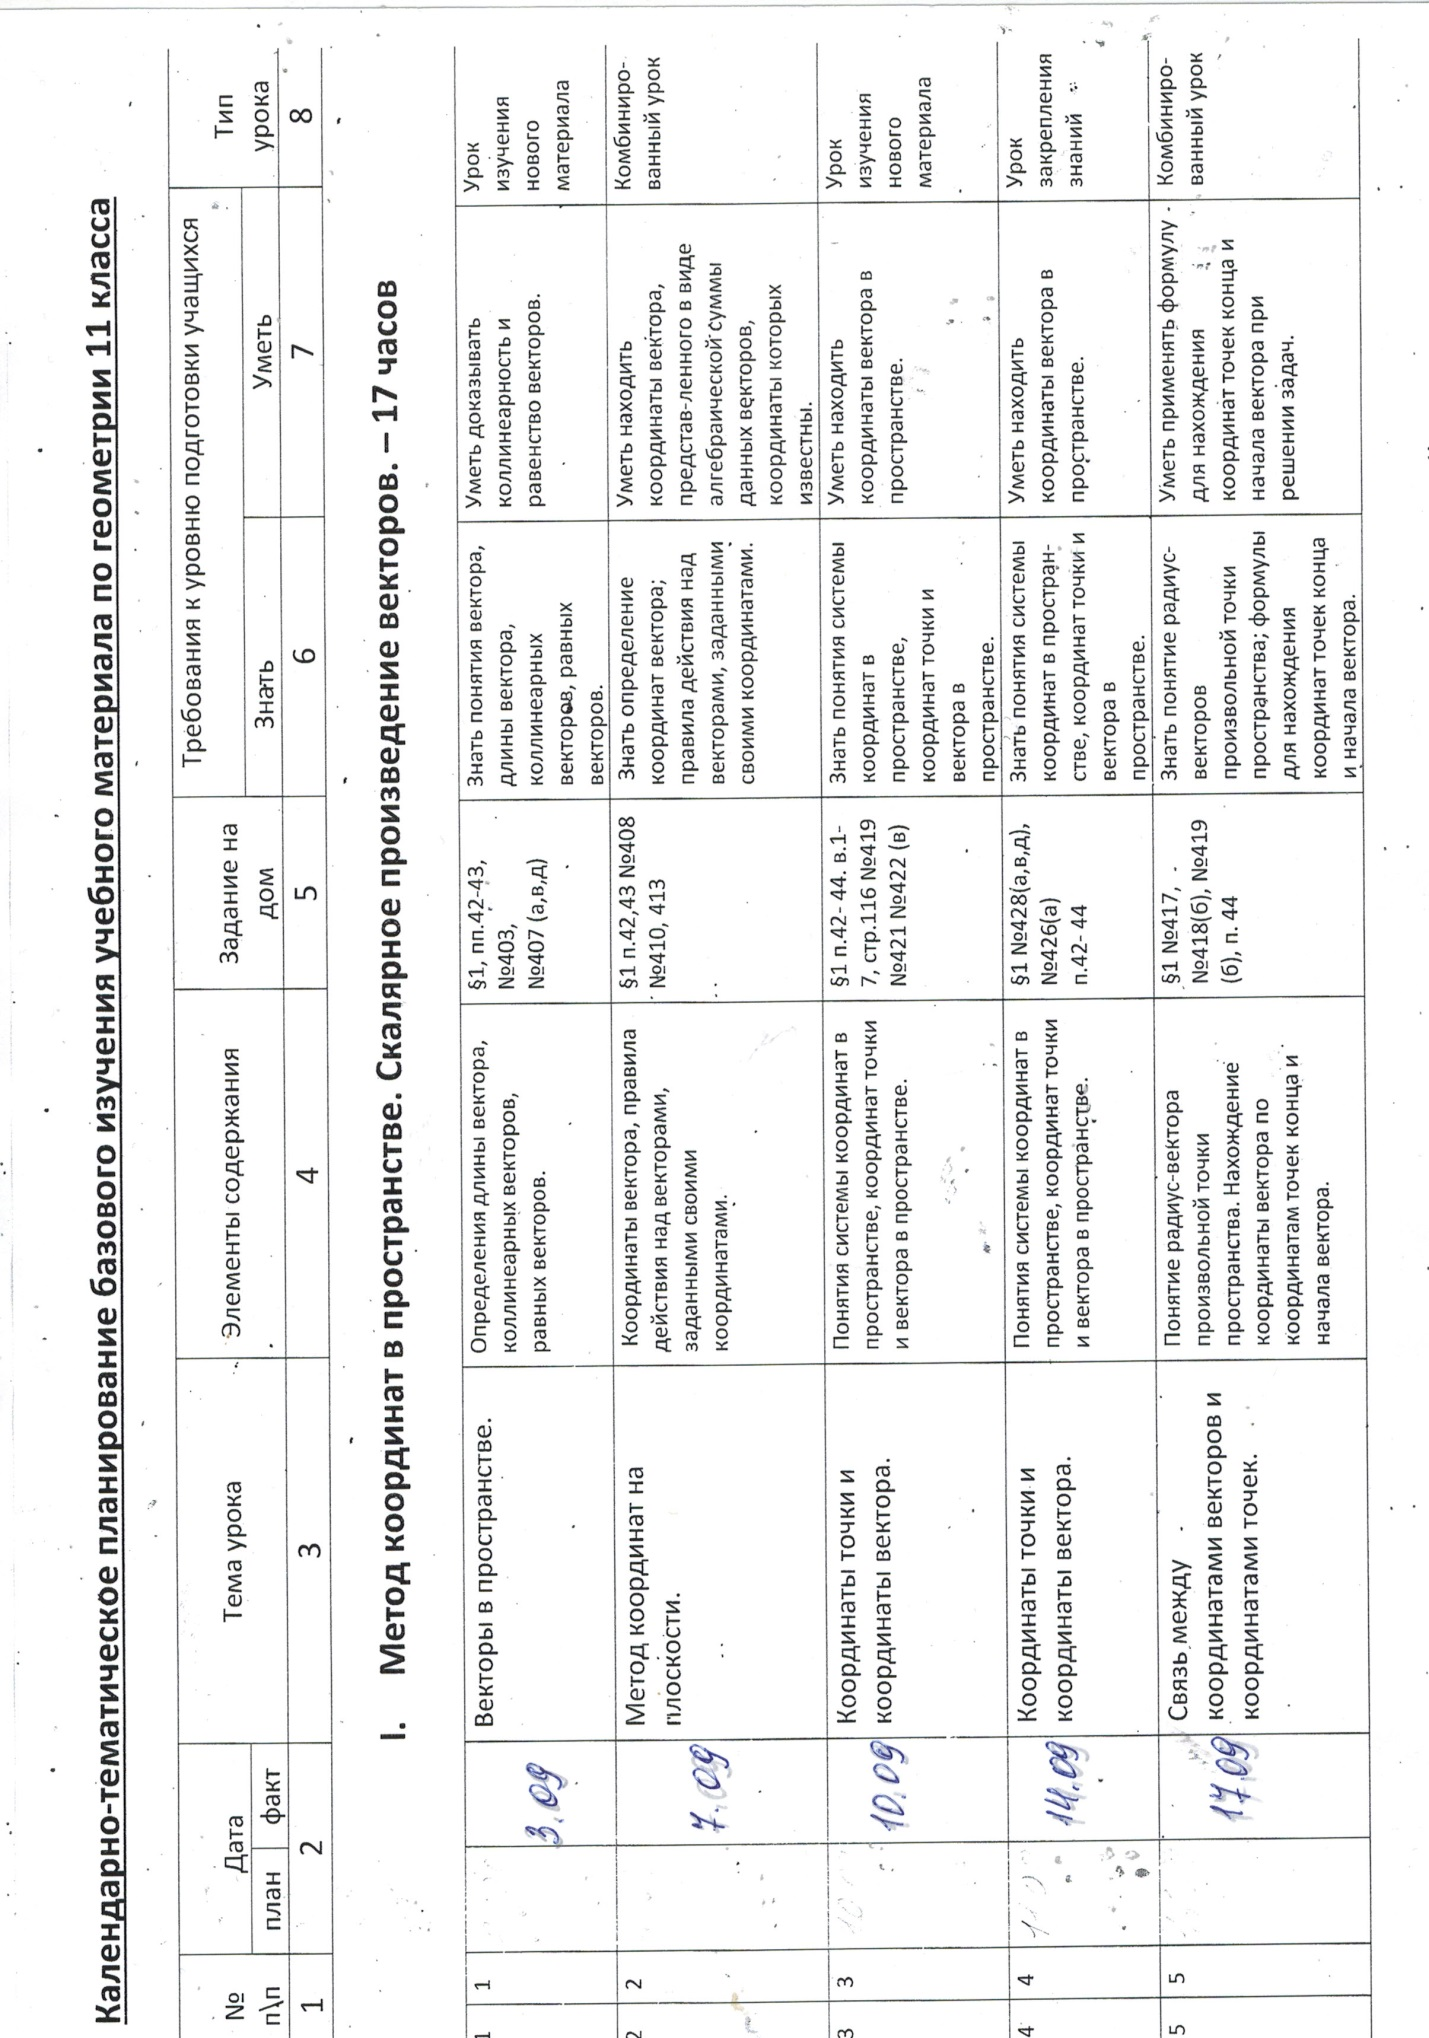 Календарно-тематическое планирование базового изучения учебного материала по геометрии 11 класса
№
п\п
Дата
план
факт
Тема урока
Элементы содержания
Задание на
дом
Требования к уровню подготовки учащихся
Знать
Уметь
Тип
урока
1
2
3
4
5
6
7
8
I. Метод координат в пространстве. Скалярное произведение векторов. – 17 часов
1
1
3.09
Векторы в пространстве.
Определения длины вектора,
коллинеарных векторов,
равных векторов.
§1, пп.42-43,
№403,
№407 (а,в,д)
Знать понятия вектора,
длины вектора,
коллинеарных
векторов, равных
векторов.
Уметь доказывать
коллинеарность и
равенство векторов.
Урок
изучения
нового
материала
2
2
7.09
Метод координат на
плоскости.
Координаты вектора, правила
действия над векторами,
заданными своими
координатами.
§1 п.42,43 №408
№410, 413
Знать определение
координат вектора;
правила действия над
векторами, заданными
своими координатами.
Уметь находить
координаты вектора,
представ-ленного в виде
алгебраической суммы
данных векторов,
координаты которых
известны.
Комбиниро-
ванный урок
3
3
10.09
Координаты точки и
координаты вектора.
Понятия системы координат в
пространстве, координат точки
и вектора в пространстве.
§1 п.42- 44. в.1-
7, стр.116 №419
№421 №422 (в)
Знать понятия системы
координат в
пространстве,
координат точки и
вектора в
пространстве.
Уметь находить
координаты вектора в
пространстве.
Урок
изучения
нового
материала
4
4
14.09
Координаты точки и
координаты вектора.
Понятия системы координат в
пространстве, координат точки
и вектора в пространстве.
§1 №428(а,в,д),
№426(а)
п.42- 44
Знать понятия системы
координат в простран-
стве, координат точки и
вектора в
пространстве.
Уметь находить
координаты вектора в
пространстве.
Урок
закрепления
знаний
5
5
17.09
Связь между
координатами векторов и
координатами точек.
Понятие радиус-вектора
произвольной точки
пространства. Нахождение
координаты вектора по
координатам точек конца и
начала вектора.
§1 №417,
№418(б), №419
(б), п. 44
Знать понятие радиус-
векторов
произвольной точки
пространства; формулы
для нахождения
координат точек конца
и начала вектора.
Уметь применять формулу
для нахождения
координат точек конца и
начала вектора при
решении задач.
Комбиниро-
ванный урок